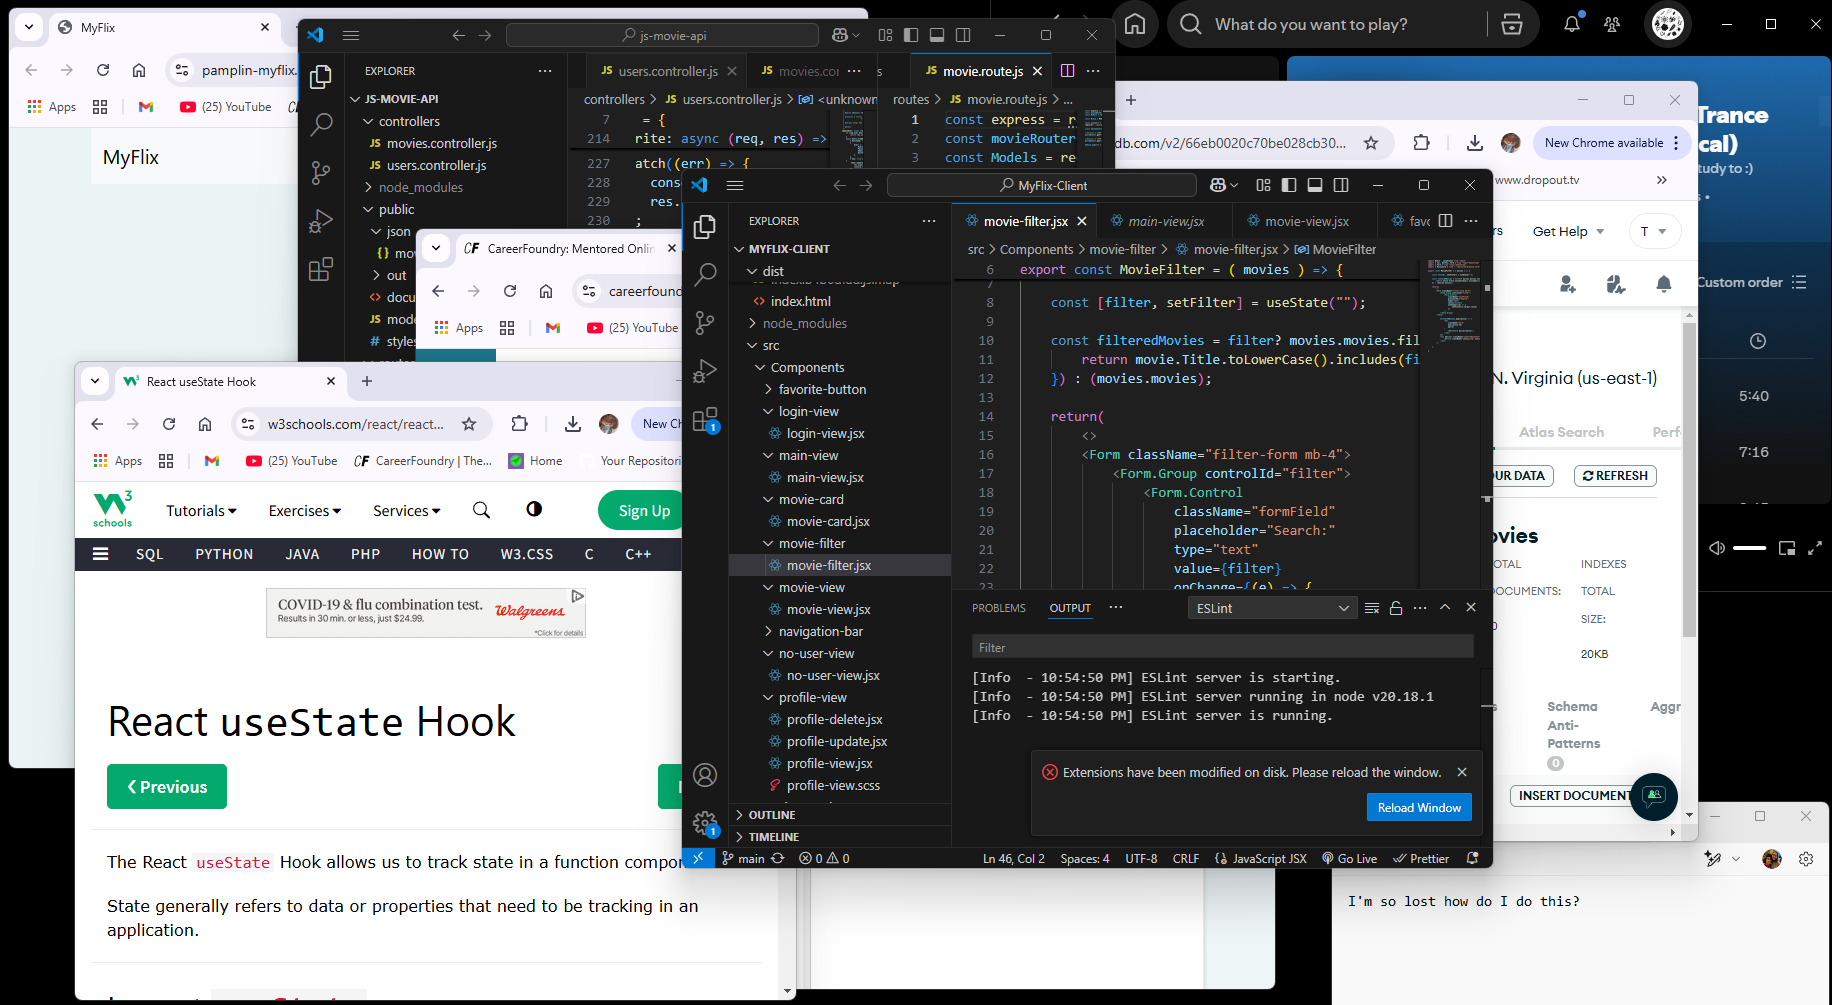 MyFlix
pamplin-myflix.
Apps
(25) YouTube
MyFlix
js-movie-api
EXPLORER
JS-MOVIE-API
controllers
movies.controller.js
users.controller.js
node_modules
public
json
out
users.controller.js
controllers > JS users.controller.js > <unknown
7 = {
214 rite: async (req, res) =>
227 atch((err) => {
228 cons
229 res.
230 ;
movie.route.js
routes > JS movie.route.js > ...
1 const express = r
2 const movieRouter
3 const Models = re
What do you want to play?
db.com/v2/66eb0020c70be028cb30...
New Chrome available
www.dropout.tv
Get Help
T
Custom order
N. Virginia (us-east-1)
5:40
7:16
Atlas Search
REFRESH
INDEXES
TOTAL
SIZE:
20KB
Schema
Anti-
Patterns
0
INSERT DOCUMENT
CareerFoundry: Mentored Onlin
careerfound
Apps
(25) YouTube
React useState Hook
w3schools.com/react/react...
New Ch
Apps
(25) YouTube
CF CareerFoundry | The...
Home
Your Repositori
W3
schools
Tutorials
Exercises
Services
Sign Up
SQL PYTHON JAVA PHP HOW TO W3.CSS C C++
COVID-19 & flu combination test.
Results in 30 min. or less, just $24.99.
Walgreens
*Click for details
React useState Hook
❮ Previous
The React useState Hook allows us to track state in a function compor
State generally refers to data or properties that need to be tracking in an
application.
MyFlix-Client
EXPLORER
MYFLIX-CLIENT
dist
index.html
node_modules
src
Components
favorite-button
login-view
login-view.jsx
main-view
main-view.jsx
movie-card
movie-card.jsx
movie-filter
movie-filter.jsx
movie-view
movie-view.jsx
navigation-bar
no-user-view
no-user-view.jsx
profile-view
profile-delete.jsx
profile-update.jsx
profile-view.jsx
profile-view.scss
OUTLINE
TIMELINE
movie-filter.jsx
main-view.jsx
movie-view.jsx
src > Components > movie-filter > movie-filter.jsx > MovieFilter
6 export const MovieFilter = ( movies ) => {
7
8 const [filter, setFilter] = useState("");
9
10 const filteredMovies = filter? movies.movies.fil
11 return movie.Title.toLowerCase().includes(fi
12 }) : (movies.movies);
13
14 return(
15 <>
16 <Form className="filter-form mb-4">
17 <Form.Group controlId="filter">
18 <Form.Control
19 className="formField"
20 placeholder="Search:"
21 type="text"
22 value={filter}
23 onChange={(e) => {
PROBLEMS OUTPUT ...
ESLint
Filter
[Info - 10:54:50 PM] ESLint server is starting.
[Info - 10:54:50 PM] ESLint server running in node v20.18.1
[Info - 10:54:50 PM] ESLint server is running.
Extensions have been modified on disk. Please reload the window.
Reload Window
main
0 0
Ln 46, Col 2
Spaces: 4
UTF-8
CRLF
JavaScript JSX
Go Live
Prettier
I'm so lost how do I do this?